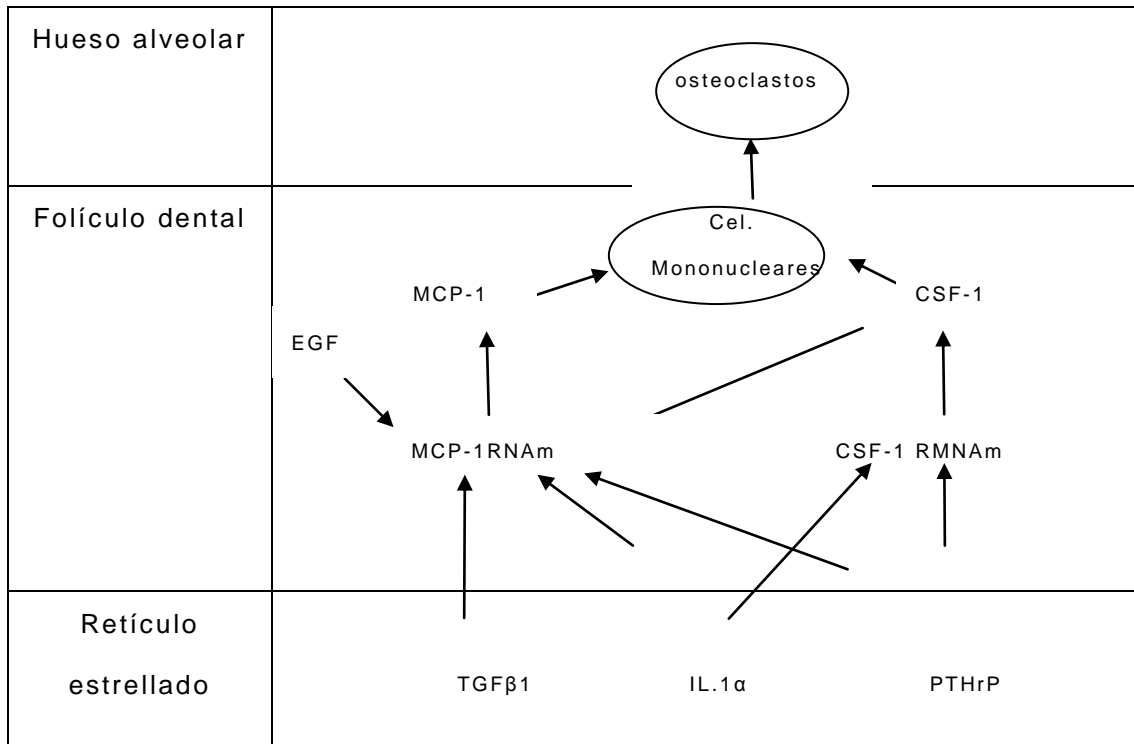 Hueso alveolar
osteoclastos
Folículo dental
Cel.
Mononucleares
MCP-1
CSF-1
EGF
MCP-1RNAm
CSF-1 RMNAm
Retículo
estrellado
TGFβ1
IL.1α
PTHrP